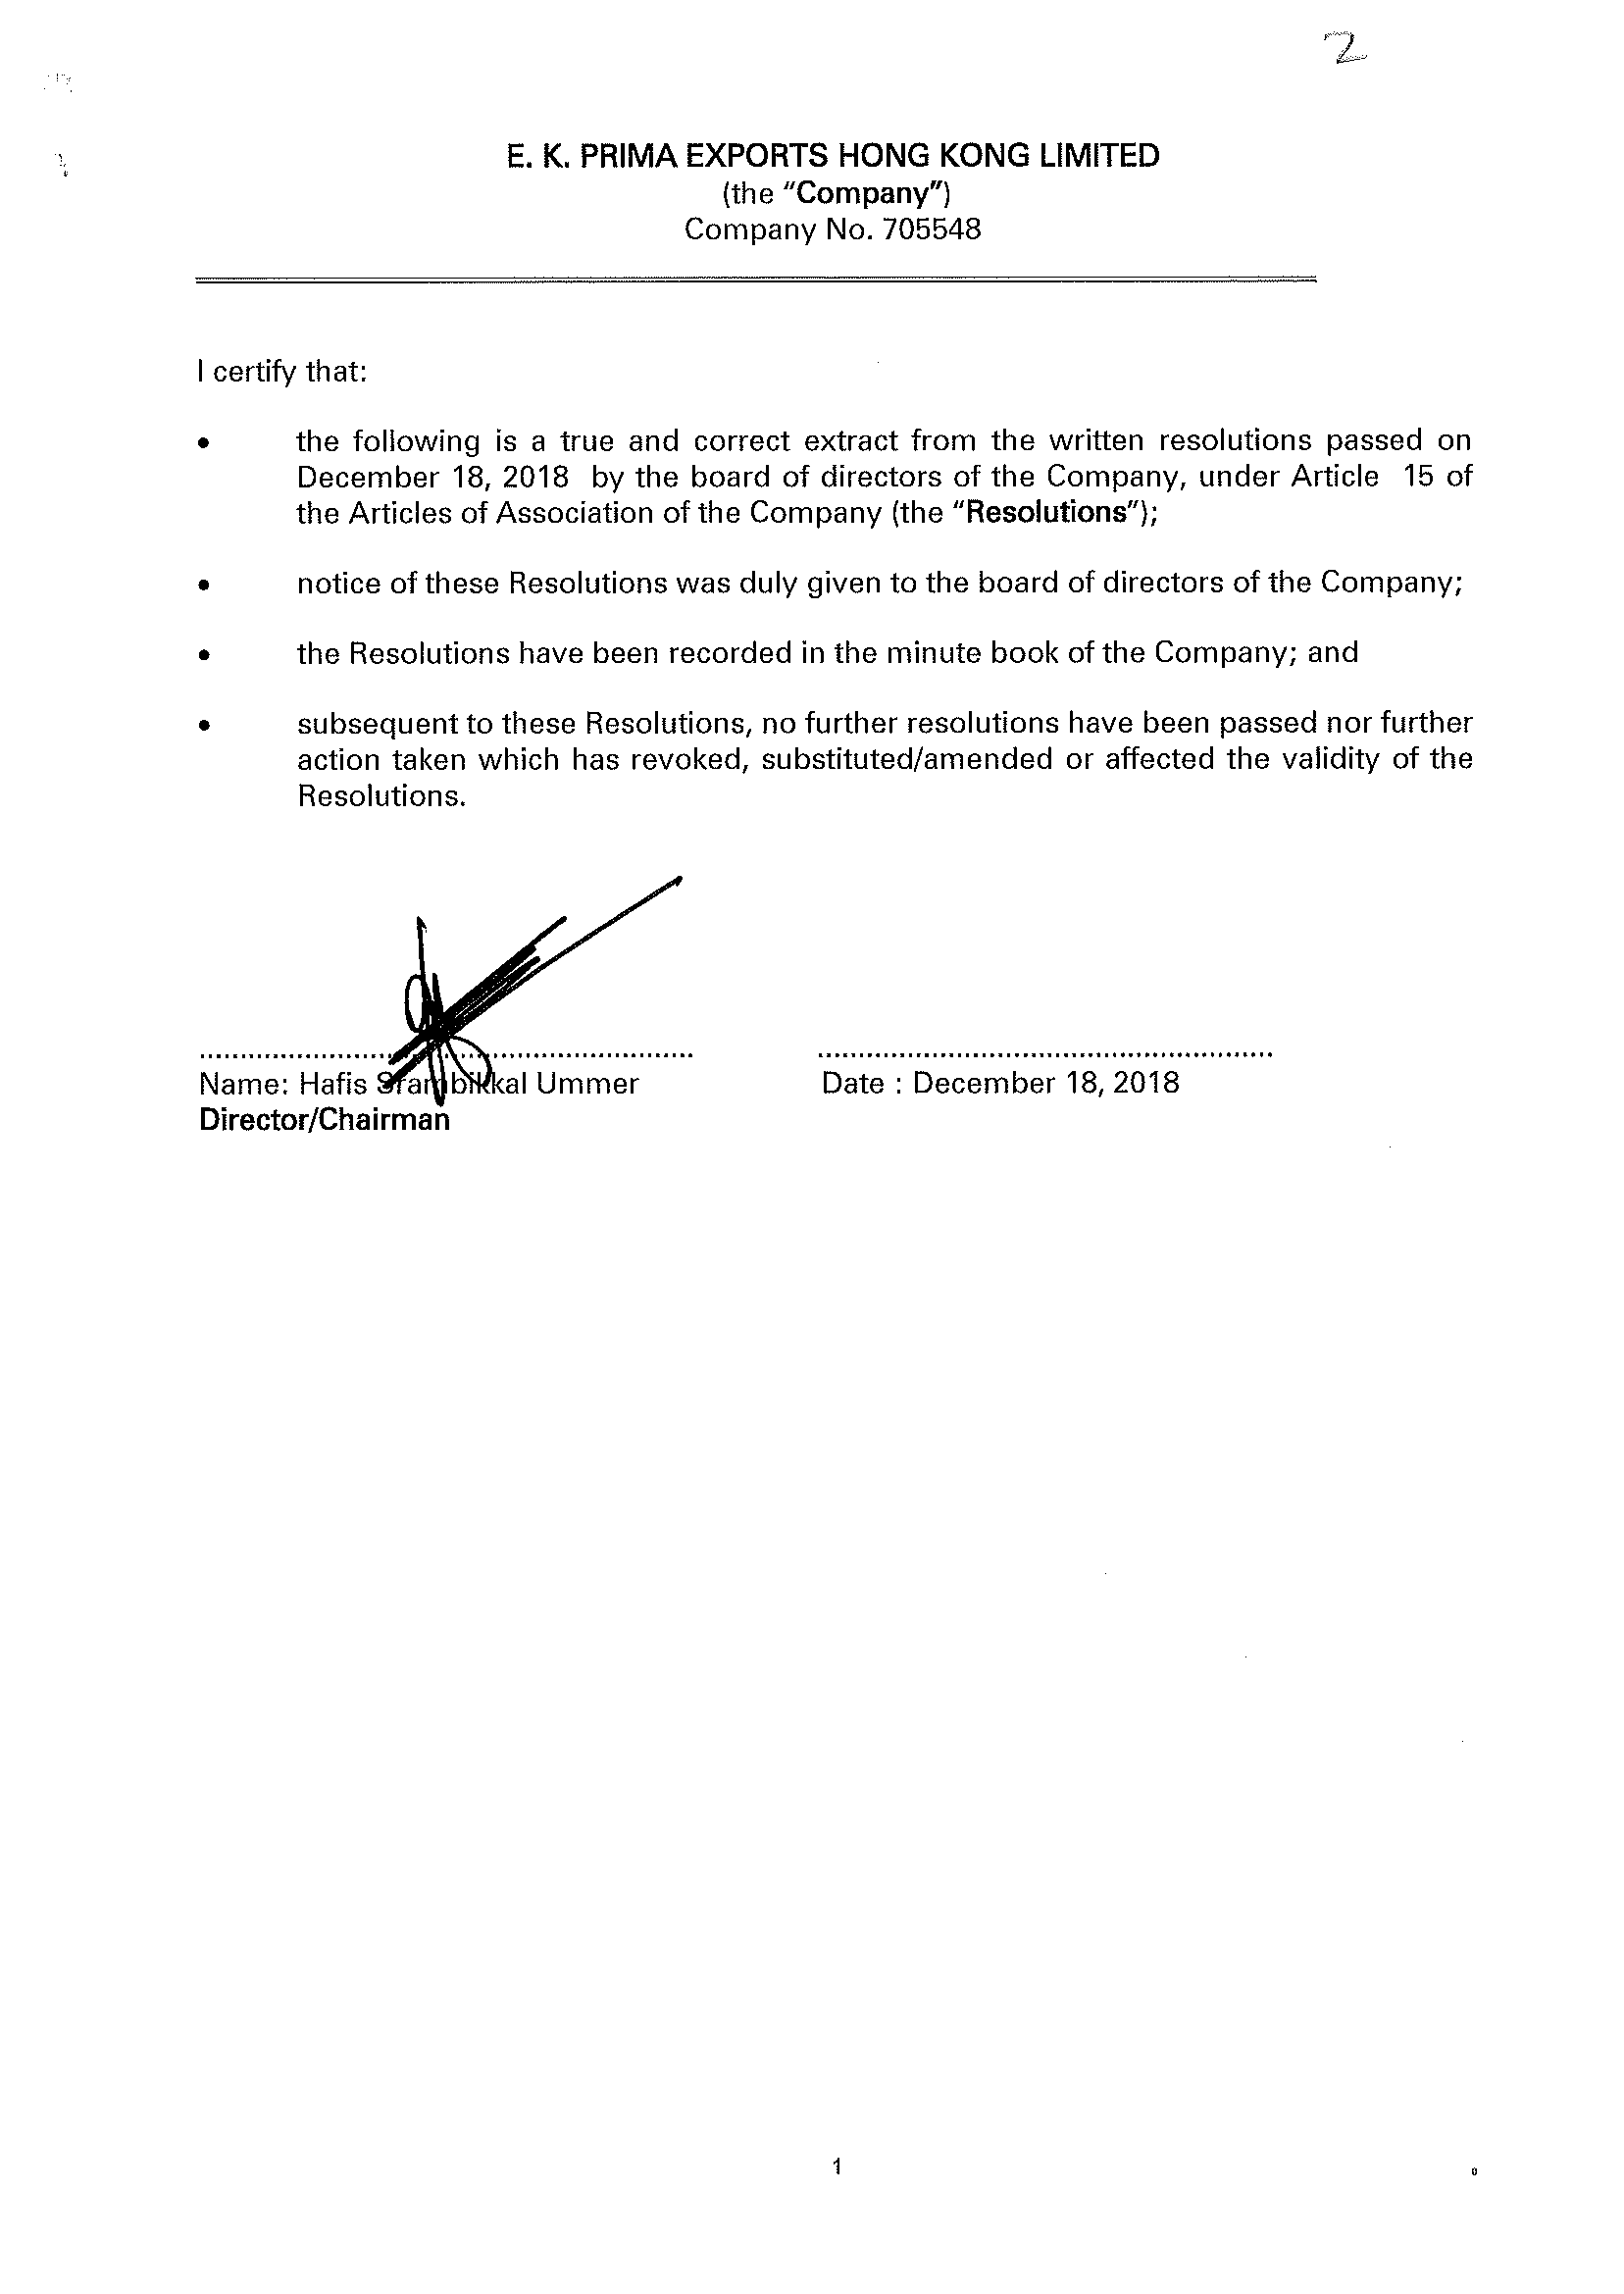 2
E. K. PRIMA EXPORTS HONG KONG LIMITED
(the “Company”)
Company No. 705548
I certify that:
• the following is a true and correct extract from the written resolutions passed on
December 18, 2018 by the board of directors of the Company, under Article 15 of
the Articles of Association of the Company (the “Resolutions”);
• notice of these Resolutions was duly given to the board of directors of the Company;
• the Resolutions have been recorded in the minute book of the Company; and
• subsequent to these Resolutions, no further resolutions have been passed nor further
action taken which has revoked, substituted/amended or affected the validity of the
Resolutions.
Name: Hafis Ummer
Date : December 18, 2018
Director/Chairman
1